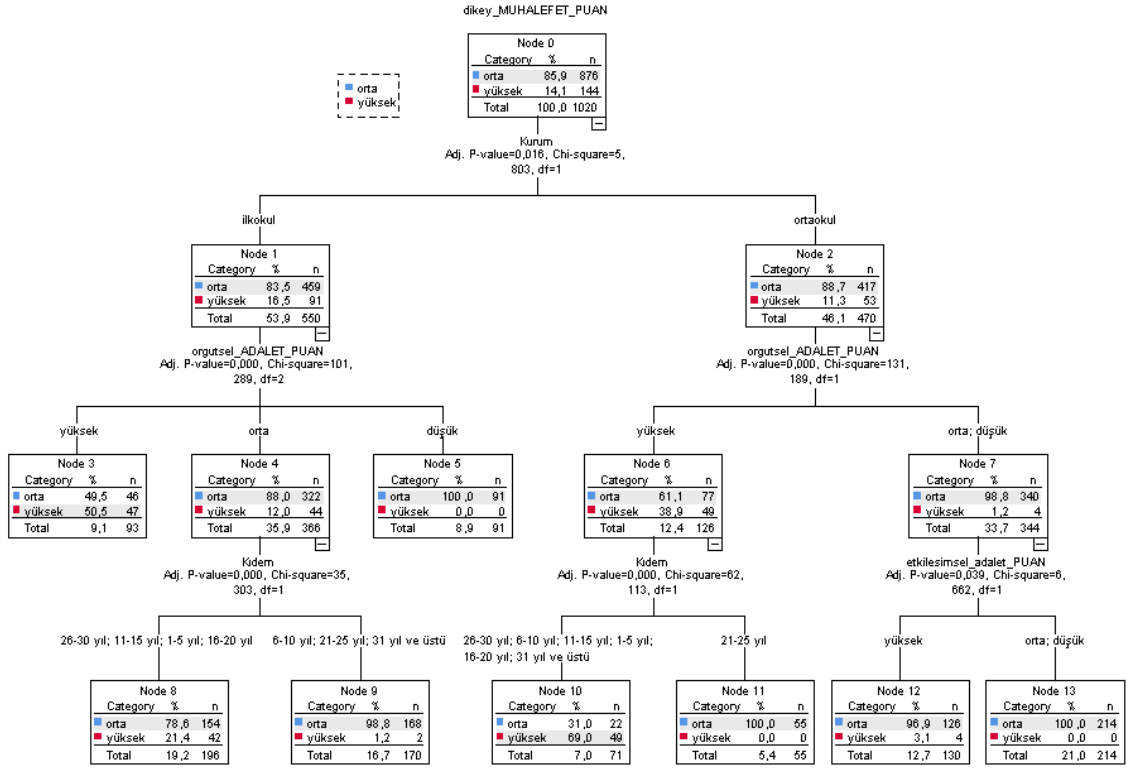 dikey_MUHALEFET_PUAN
Node 0
Category % n
orta 85,9 876
yüksek 14,1 144
Total 100,0 1020
orta
yüksek
Kurum
Adj. P-value=0,016, Chi-square=5,
803, df=1
ilkokul
ortaokul
Node 1
Category % n
orta 83,5 459
yüksek 16,5 91
Total 53,9 550
Node 2
Category % n
orta 88,7 417
yüksek 11,3 53
Total 46,1 470
orgutsel_ADALET_PUAN
Adj. P-value=0,000, Chi-square=101,
289, df=2
orgutsel_ADALET_PUAN
Adj. P-value=0,000, Chi-square=131,
189, df=1
yüksek
orta
düşük
yüksek
orta; düşük
Node 3
Category % n
orta 49,5 46
yüksek 50,5 47
Total 9,1 93
Node 4
Category % n
orta 88,0 322
yüksek 12,0 44
Total 35,9 366
Node 5
Category % n
orta 100,0 91
yüksek 0,0 0
Total 8,9 91
Node 6
Category % n
orta 61,1 77
yüksek 38,9 49
Total 12,4 126
Node 7
Category % n
orta 98,8 340
yüksek 1,2 4
Total 33,7 344
Kıdem
Adj. P-value=0,000, Chi-square=35,
303, df=1
Kıdem
Adj. P-value=0,000, Chi-square=62,
113, df=1
etkilesimsel_adalet_PUAN
Adj. P-value=0,039, Chi-square=6,
662, df=1
26-30 yıl; 11-15 yıl; 1-5 yıl; 16-20 yıl
6-10 yıl; 21-25 yıl; 31 yıl ve üstü
26-30 yıl; 6-10 yıl; 11-15 yıl; 1-5 yıl;
16-20 yıl; 31 yıl ve üstü
21-25 yıl
yüksek
orta; düşük
Node 8
Category % n
orta 78,6 154
yüksek 21,4 42
Total 19,2 196
Node 9
Category % n
orta 98,8 168
yüksek 1,2 2
Total 16,7 170
Node 10
Category % n
orta 31,0 22
yüksek 69,0 49
Total 7,0 71
Node 11
Category % n
orta 100,0 55
yüksek 0,0 0
Total 5,4 55
Node 12
Category % n
orta 96,9 126
yüksek 3,1 4
Total 12,7 130
Node 13
Category % n
orta 100,0 214
yüksek 0,0 0
Total 21,0 214